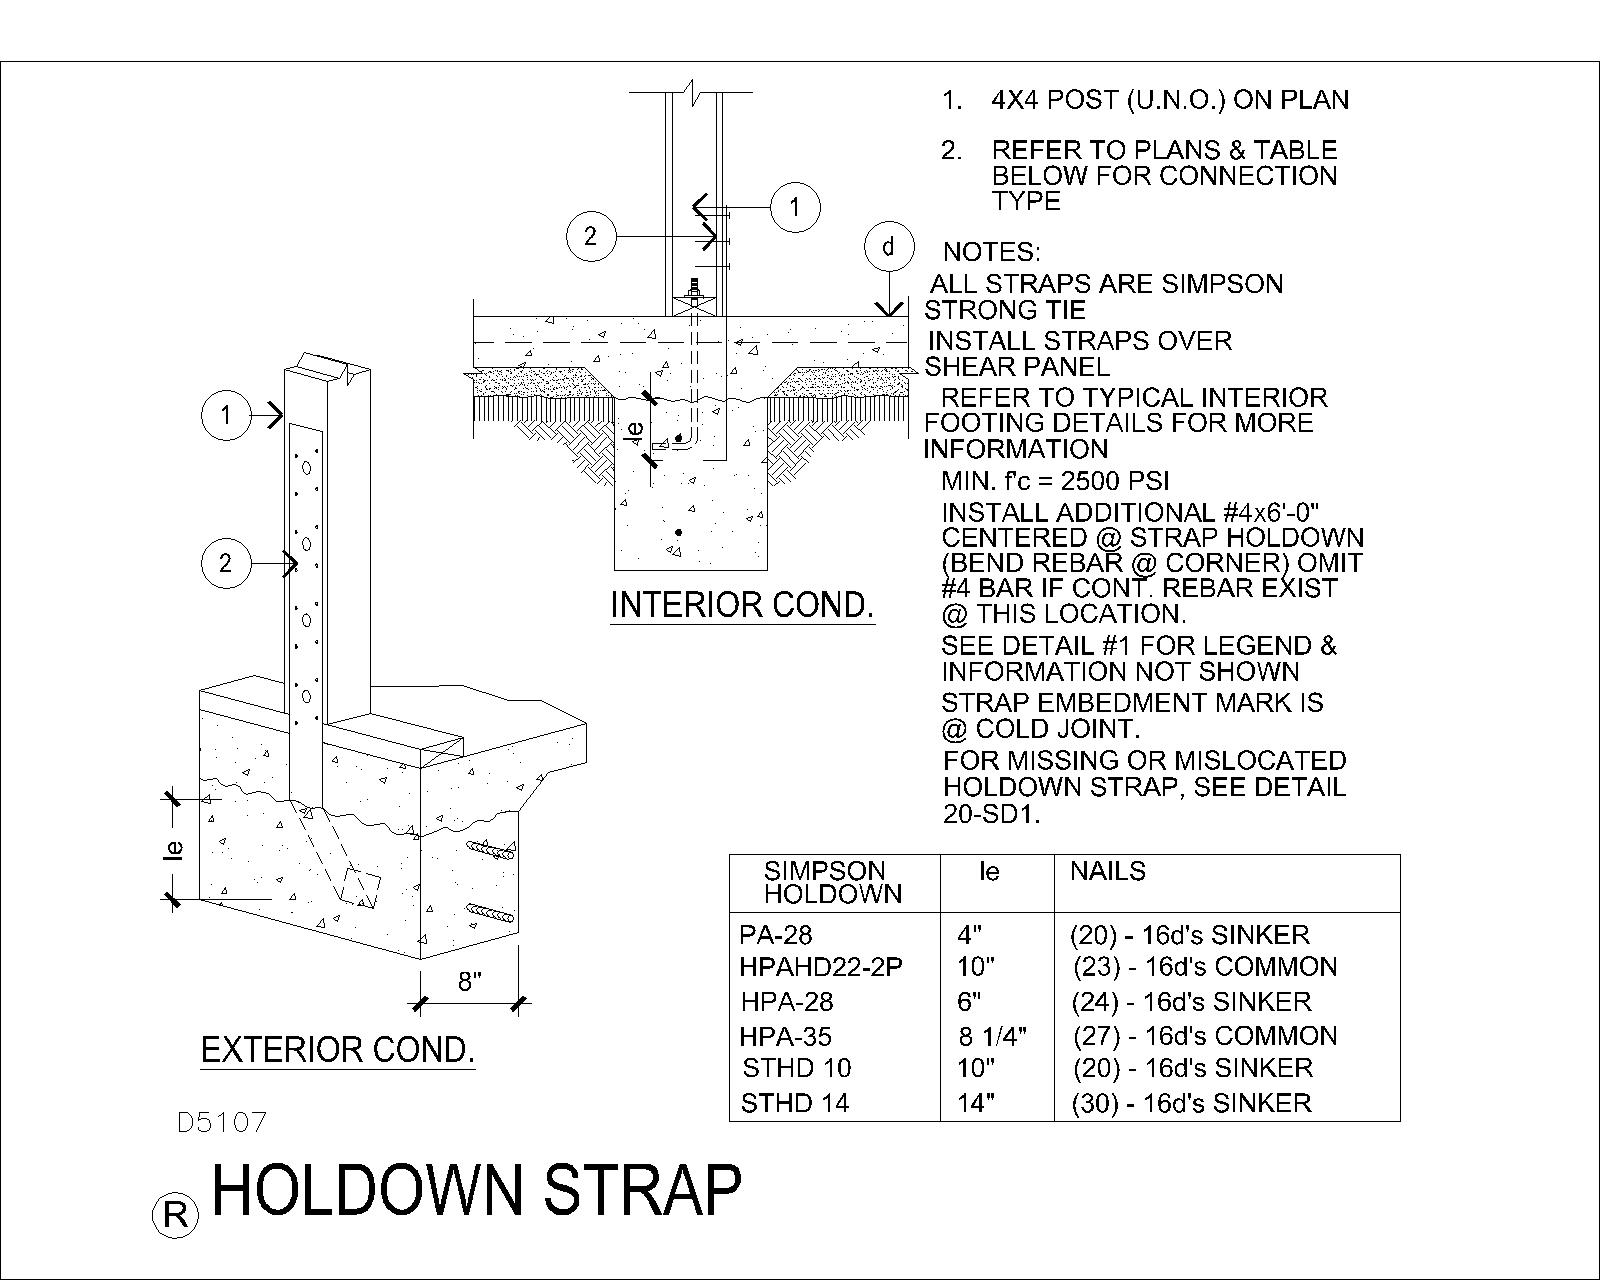 1. 4X4 POST (U.N.O.) ON PLAN
2. REFER TO PLANS & TABLE
BELOW FOR CONNECTION
TYPE
NOTES:
ALL STRAPS ARE SIMPSON
STRONG TIE
INSTALL STRAPS OVER
SHEAR PANEL
REFER TO TYPICAL INTERIOR
FOOTING DETAILS FOR MORE
INFORMATION
MIN. f'c = 2500 PSI
INSTALL ADDITIONAL #4x6'-0"
CENTERED @ STRAP HOLDOWN
(BEND REBAR @ CORNER) OMIT
#4 BAR IF CONT. REBAR EXIST
@ THIS LOCATION.
SEE DETAIL #1 FOR LEGEND &
INFORMATION NOT SHOWN
STRAP EMBEDMENT MARK IS
@ COLD JOINT.
FOR MISSING OR MISLOCATED
HOLDOWN STRAP, SEE DETAIL
20-SD1.
1
2
d
le
INTERIOR COND.
1
2
le
8"
EXTERIOR COND.
SIMPSON HOLDOWN le NAILS
PA-28 4" (20) - 16d's SINKER
HPAHD22-2P 10" (23) - 16d's COMMON
HPA-28 6" (24) - 16d's SINKER
HPA-35 8 1/4" (27) - 16d's COMMON
STHD 10 10" (20) - 16d's SINKER
STHD 14 14" (30) - 16d's SINKER
D5107
R HOLDOWN STRAP